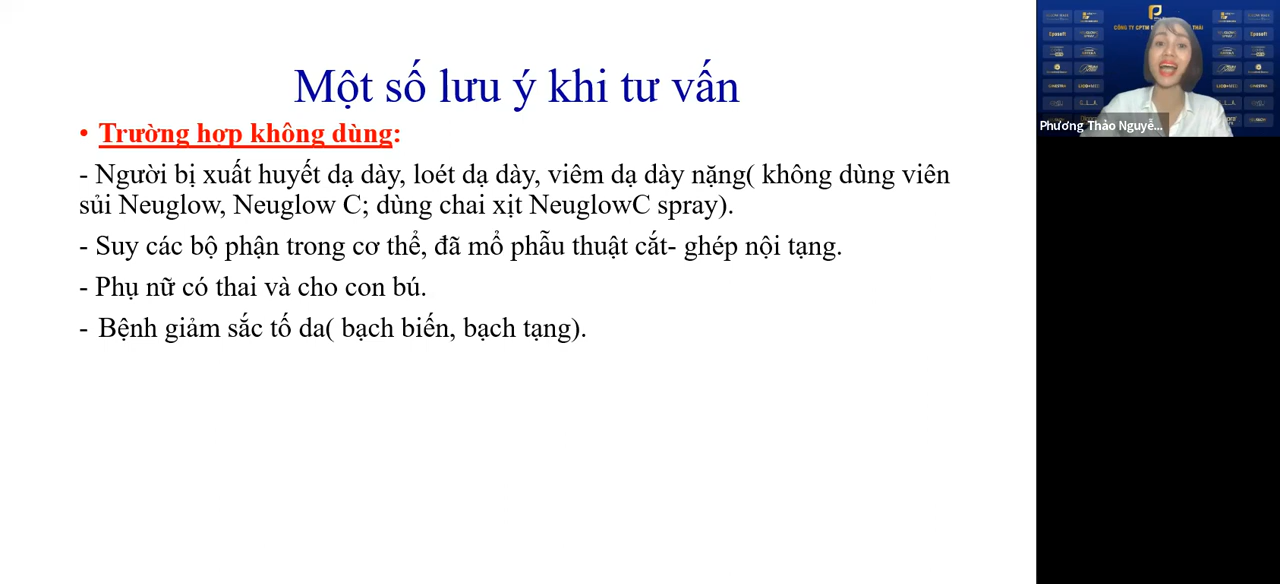 Một số lưu ý khi tư vấn
• Trường hợp không dùng:
- Người bị xuất huyết dạ dày, loét dạ dày, viêm dạ dày nặng( không dùng viên
sủi Neuglow, Neuglow C; dùng chai xịt NeuglowC spray).
- Suy các bộ phận trong cơ thể, đã mổ phẫu thuật cắt- ghép nội tạng.
- Phụ nữ có thai và cho con bú.
- Bệnh giảm sắc tố da( bạch biến, bạch tạng).
CÔNG TY CPTM
Phương Thảo Nguyễ...